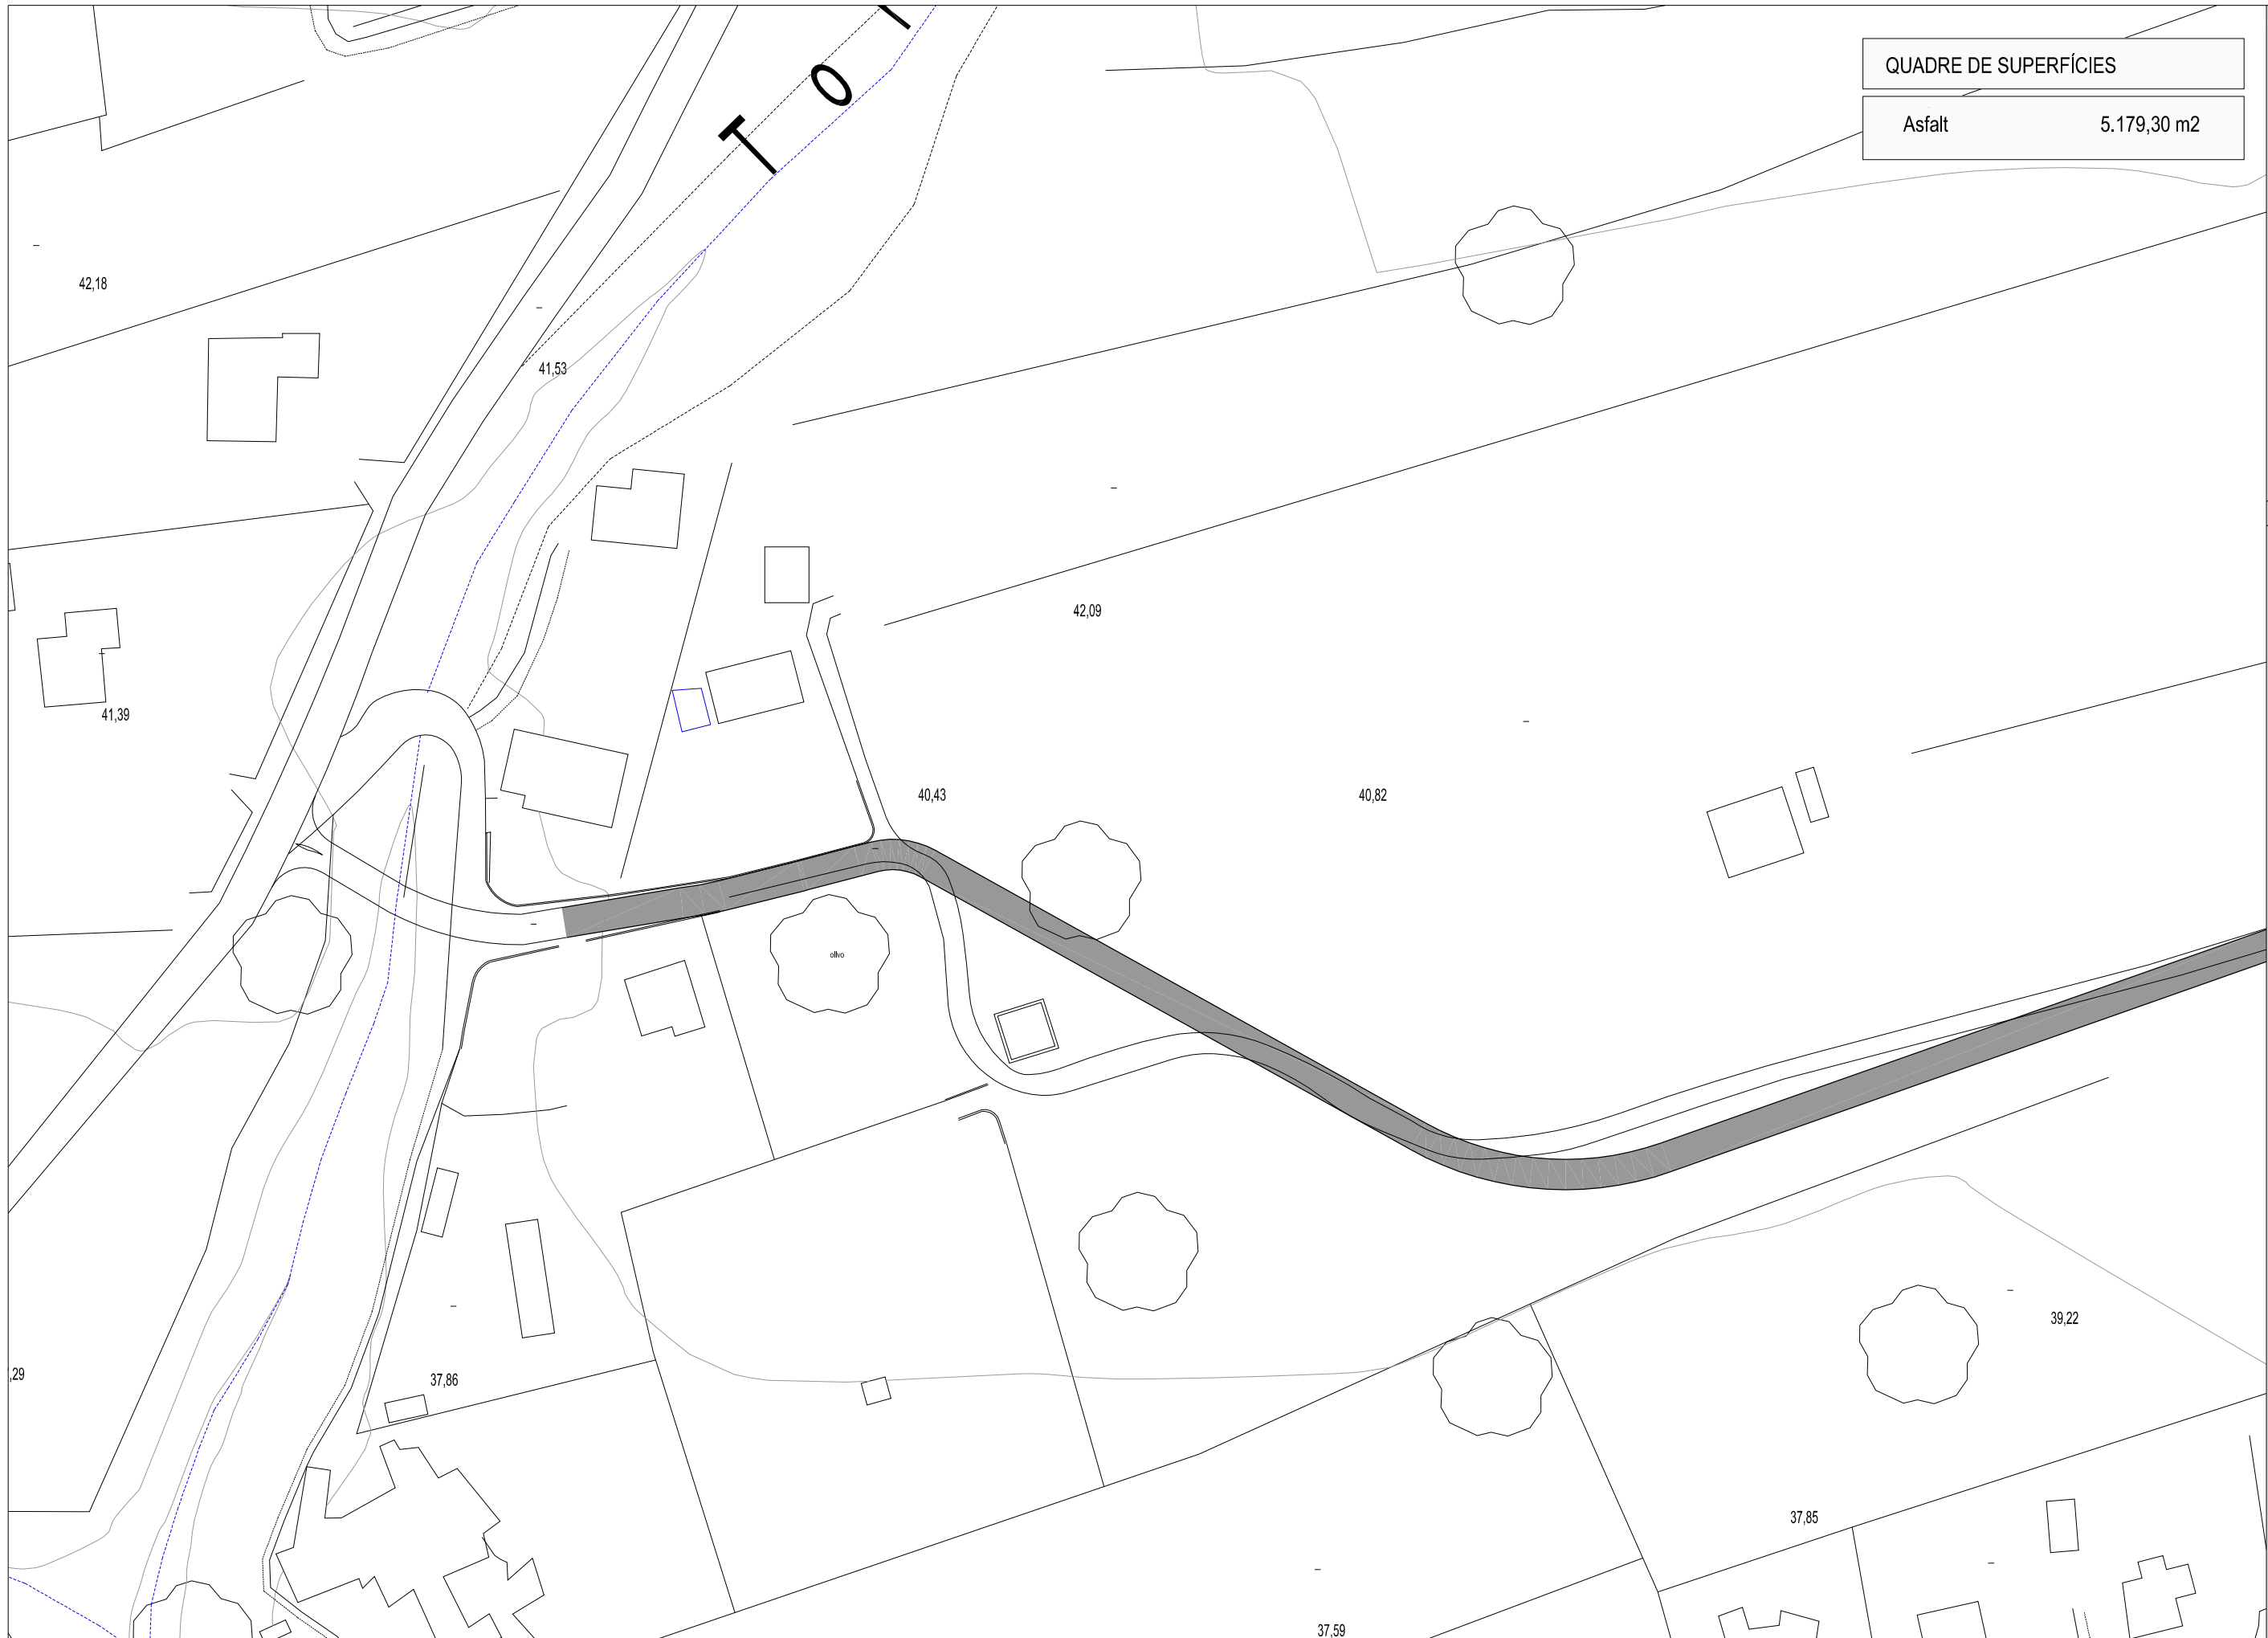 T O
QUADRE DE SUPERFÍCIES
Asfalt 5.179,30 m2
42,18
41,53
42,09
41,39
40,43
40,82
olivo
39,22
,29
37,86
37,85
37,59